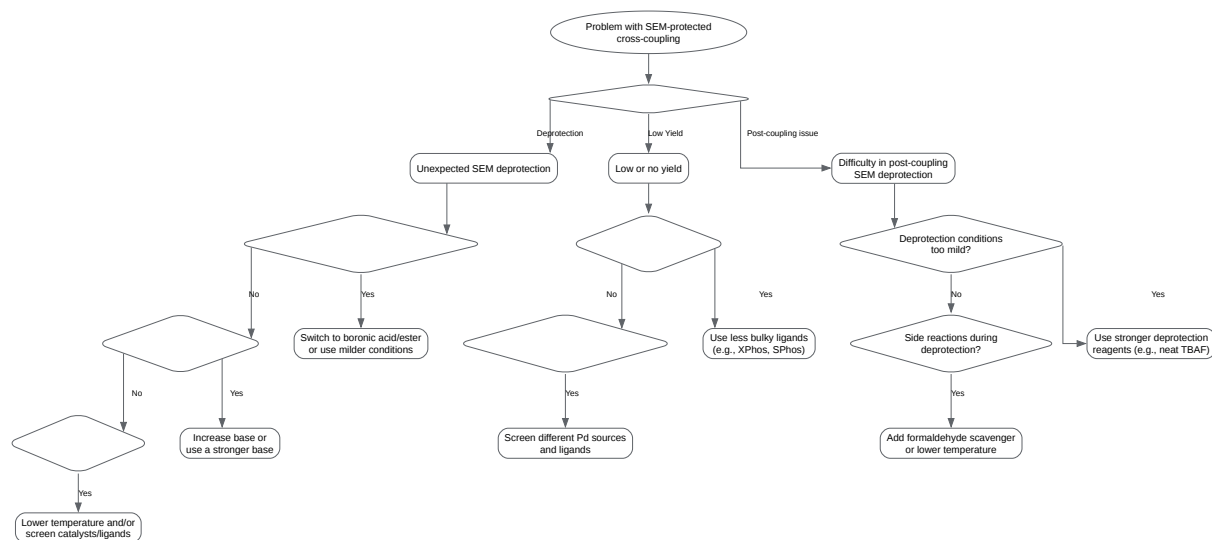 Problem with SEM-protected
cross-coupling
Deprotection
Low Yield
Post-coupling issue
Unexpected SEM deprotection
Low or no yield
Difficulty in post-coupling
SEM deprotection
Deprotection conditions
too mild?
No
Yes
No
Yes
No
Yes
Switch to boronic acid/ester
or use milder conditions
Use less bulky ligands
(e.g., XPhos, SPhos)
Side reactions during
deprotection?
Use stronger deprotection
reagents (e.g., neat TBAF)
No
Yes
Yes
Yes
Increase base or
use a stronger base
Screen different Pd sources
and ligands
Add formaldehyde scavenger
or lower temperature
Yes
Lower temperature and/or
screen catalysts/ligands